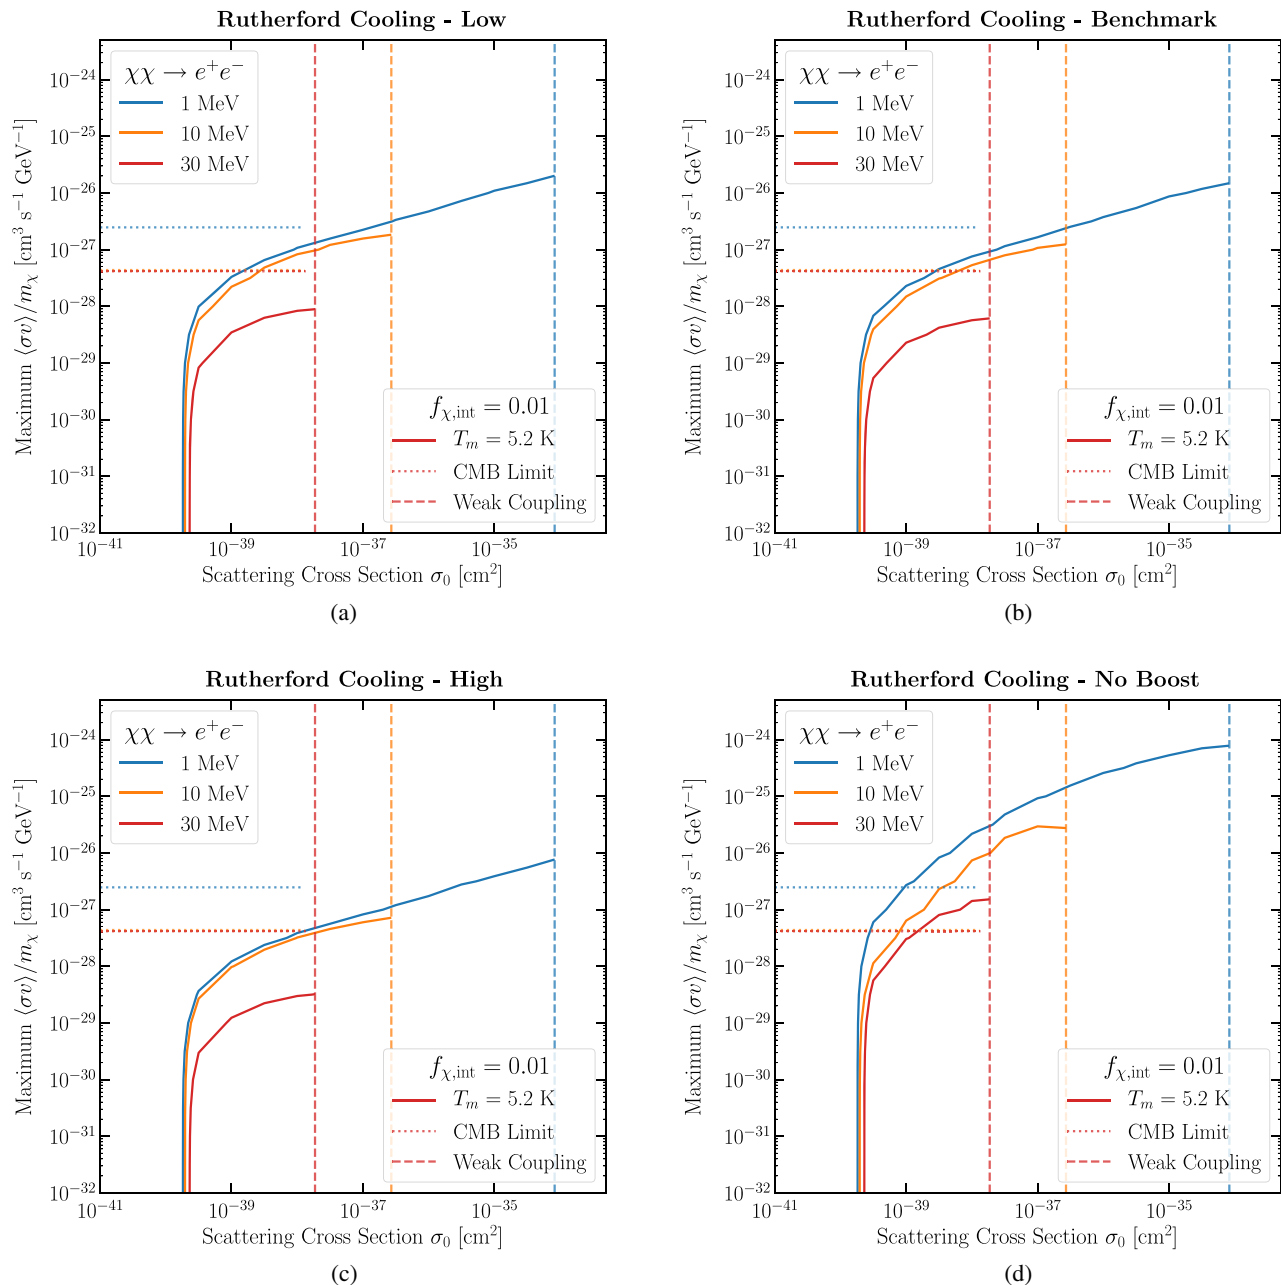 Rutherford Cooling - Low
Maximum ⟨σv⟩/m_χ [cm³ s⁻¹ GeV⁻¹]
10⁻²⁴
10⁻²⁵
10⁻²⁶
10⁻²⁷
10⁻²⁸
10⁻²⁹
10⁻³⁰
10⁻³¹
10⁻³²
χχ → e⁺e⁻
1 MeV
10 MeV
30 MeV
f_χ,int = 0.01
T_m = 5.2 K
CMB Limit
Weak Coupling
10⁻⁴¹ 10⁻³⁹ 10⁻³⁷ 10⁻³⁵
Scattering Cross Section σ₀ [cm²]
(a)
Rutherford Cooling - Benchmark
Maximum ⟨σv⟩/m_χ [cm³ s⁻¹ GeV⁻¹]
10⁻²⁴
10⁻²⁵
10⁻²⁶
10⁻²⁷
10⁻²⁸
10⁻²⁹
10⁻³⁰
10⁻³¹
10⁻³²
χχ → e⁺e⁻
1 MeV
10 MeV
30 MeV
f_χ,int = 0.01
T_m = 5.2 K
CMB Limit
Weak Coupling
10⁻⁴¹ 10⁻³⁹ 10⁻³⁷ 10⁻³⁵
Scattering Cross Section σ₀ [cm²]
(b)
Rutherford Cooling - High
Maximum ⟨σv⟩/m_χ [cm³ s⁻¹ GeV⁻¹]
10⁻²⁴
10⁻²⁵
10⁻²⁶
10⁻²⁷
10⁻²⁸
10⁻²⁹
10⁻³⁰
10⁻³¹
10⁻³²
χχ → e⁺e⁻
1 MeV
10 MeV
30 MeV
f_χ,int = 0.01
T_m = 5.2 K
CMB Limit
Weak Coupling
10⁻⁴¹ 10⁻³⁹ 10⁻³⁷ 10⁻³⁵
Scattering Cross Section σ₀ [cm²]
(c)
Rutherford Cooling - No Boost
Maximum ⟨σv⟩/m_χ [cm³ s⁻¹ GeV⁻¹]
10⁻²⁴
10⁻²⁵
10⁻²⁶
10⁻²⁷
10⁻²⁸
10⁻²⁹
10⁻³⁰
10⁻³¹
10⁻³²
χχ → e⁺e⁻
1 MeV
10 MeV
30 MeV
f_χ,int = 0.01
T_m = 5.2 K
CMB Limit
Weak Coupling
10⁻⁴¹ 10⁻³⁹ 10⁻³⁷ 10⁻³⁵
Scattering Cross Section σ₀ [cm²]
(d)